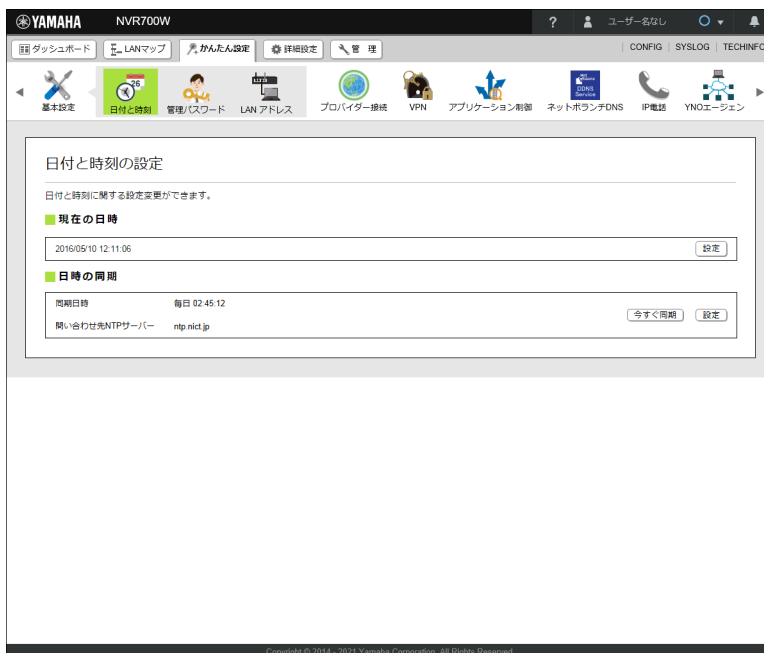 YAMAHA NVR700W ? ユーザー名なし
ダッシュボード LANマップ かんたん設定 詳細設定 管 理 CONFIG SYSLOG TECHINFO
26
DDNS
Service
基本設定 日付と時刻 管理パスワード LAN アドレス プロバイダー接続 VPN アプリケーション制御 ネットボランチDNS IP電話 YNOエージェン
日付と時刻の設定
日付と時刻に関する設定変更ができます。
現在の日時
2016/05/10 12:11:06 設定
日時の同期
同期日時 毎日 02:45:12
今すぐ同期 設定
問い合わせ先NTPサーバー ntp.nict.jp
Copyright © 2014 - 2021 Yamaha Corporation. All Rights Reserved.